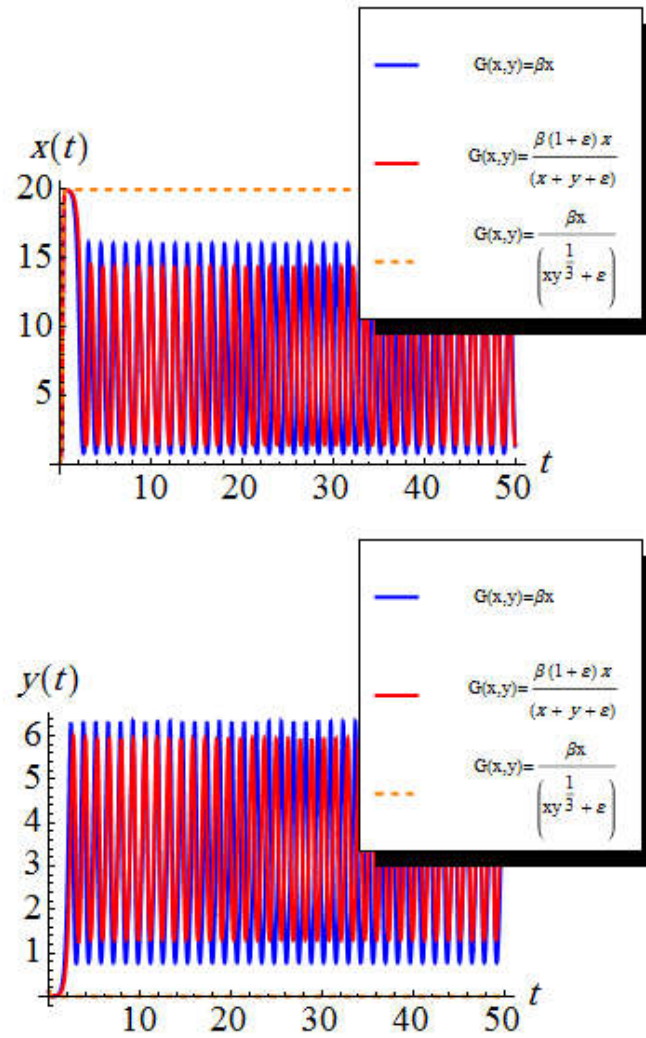 G(x,y)=βx
G(x,y)= β (1 + ε) x / (x + y + ε)
G(x,y)= βx / (xy^{1/3} + ε)
x(t)
20
15
10
5
10 20 30 40 50
t
G(x,y)=βx
G(x,y)= β (1 + ε) x / (x + y + ε)
G(x,y)= βx / (xy^{1/3} + ε)
y(t)
6
5
4
3
2
1
10 20 30 40 50
t